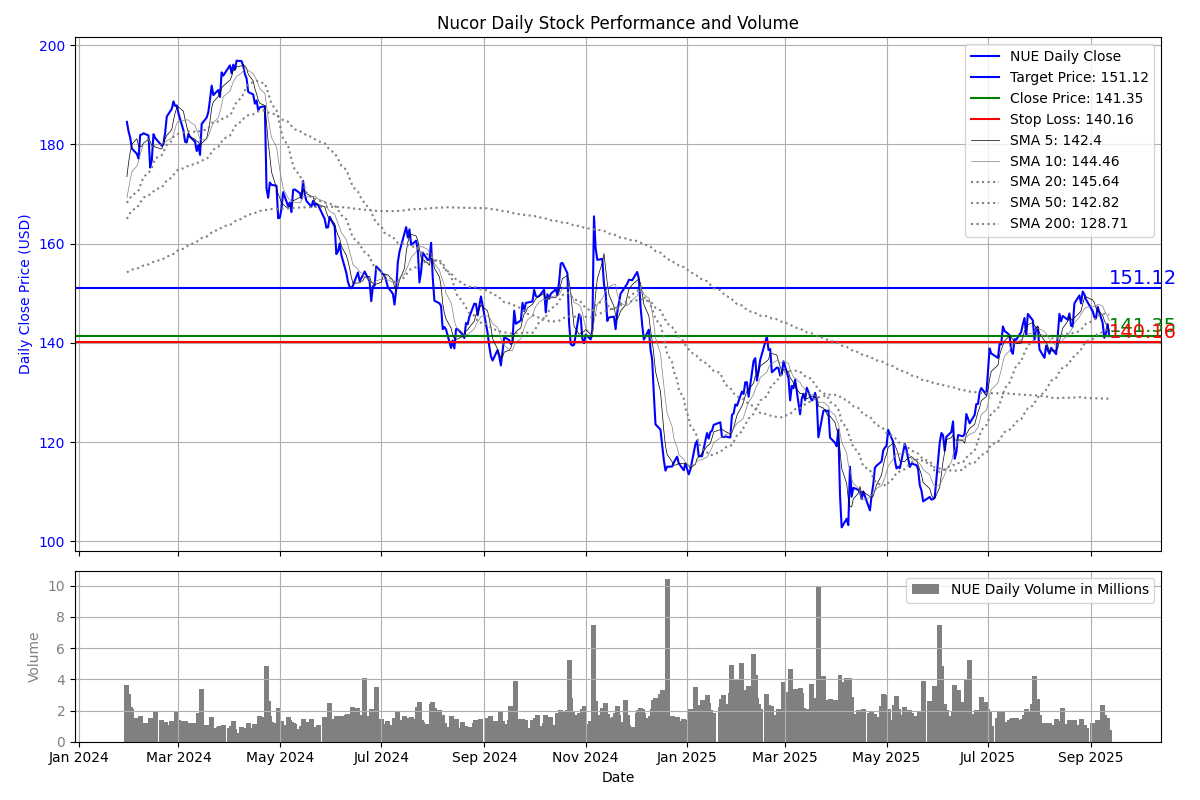 Nucor Daily Stock Performance and Volume
Daily Close Price (USD)
200
180
160
140
120
100
NUE Daily Close
Target Price: 151.12
Close Price: 141.35
Stop Loss: 140.16
SMA 5: 142.4
SMA 10: 144.46
SMA 20: 145.64
SMA 50: 142.82
SMA 200: 128.71
151.12
141.35
140.16
Volume
10
8
6
4
2
0
NUE Daily Volume in Millions
Jan 2024 Mar 2024 May 2024 Jul 2024 Sep 2024 Nov 2024 Jan 2025 Mar 2025 May 2025 Jul 2025 Sep 2025
Date